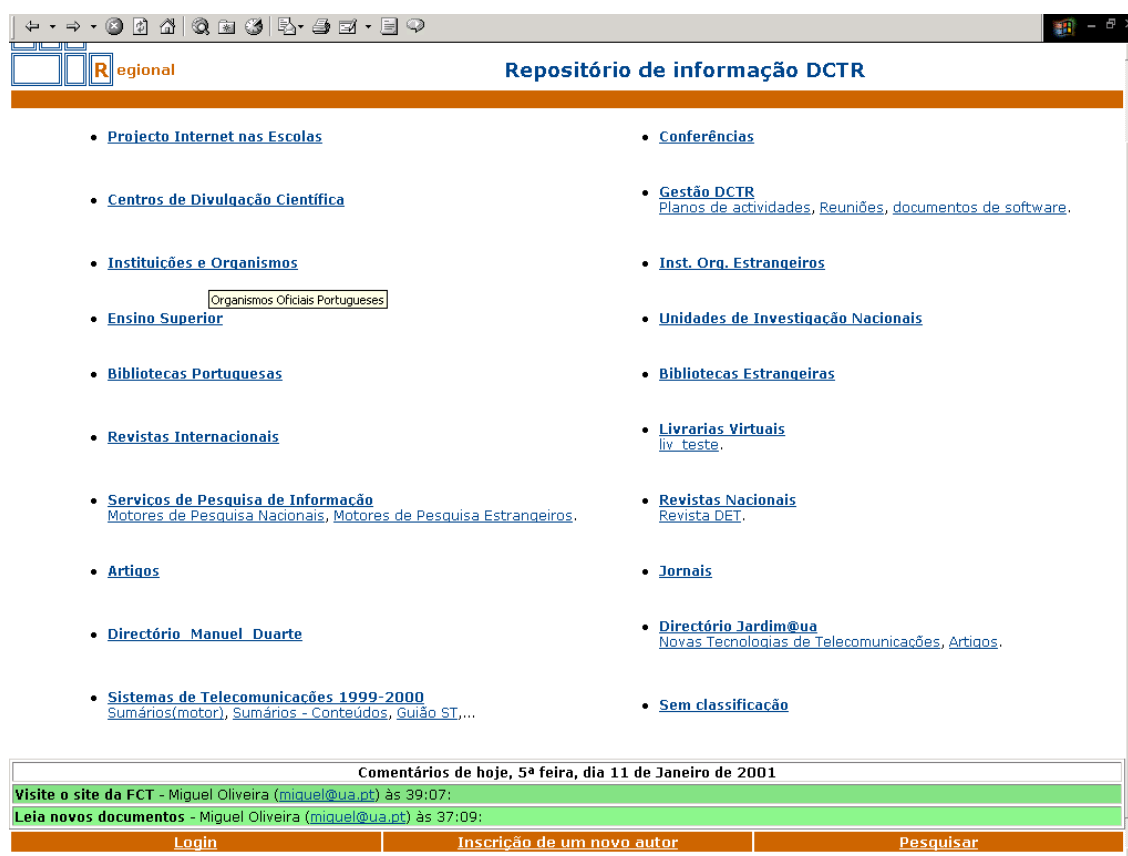 Regional
Repositório de informação DCTR
• Projecto Internet nas Escolas
• Conferências
• Centros de Divulgação Científica
• Gestão DCTR
Planos de actividades, Reuniões, documentos de software.
• Instituições e Organismos
• Inst. Org. Estrangeiros
Organismos Oficiais Portugueses
• Ensino Superior
• Unidades de Investigação Nacionais
• Bibliotecas Portuguesas
• Bibliotecas Estrangeiras
• Revistas Internacionais
• Livrarias Virtuais
liv_teste.
• Serviços de Pesquisa de Informação
Motores de Pesquisa Nacionais, Motores de Pesquisa Estrangeiros.
• Revistas Nacionais
Revista DET.
• Artigos
• Jornais
• Directório_Manuel_Duarte
• Directório Jardim@ua
Novas Tecnologias de Telecomunicações, Artigos.
• Sistemas de Telecomunicações 1999-2000
Sumários(motor), Sumários - Conteúdos, Guião ST,...
• Sem classificação
Comentários de hoje, 5ª feira, dia 11 de Janeiro de 2001
Visite o site da FCT - Miguel Oliveira (miguel@ua.pt) às 39:07:
Leia novos documentos - Miguel Oliveira (miguel@ua.pt) às 37:09:
Login
Inscrição de um novo autor
Pesquisar